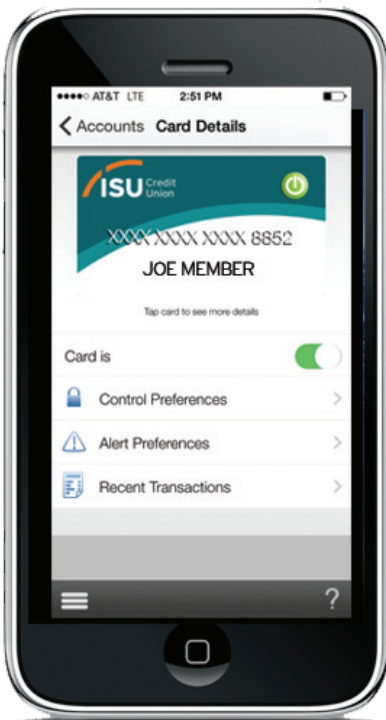 AT&T LTE 2:51 PM
Accounts Card Details
ISU Credit Union
XXXX XXXX XXXX 8852
JOE MEMBER
Tap card to see more details
Card is
Control Preferences
Alert Preferences
Recent Transactions
?